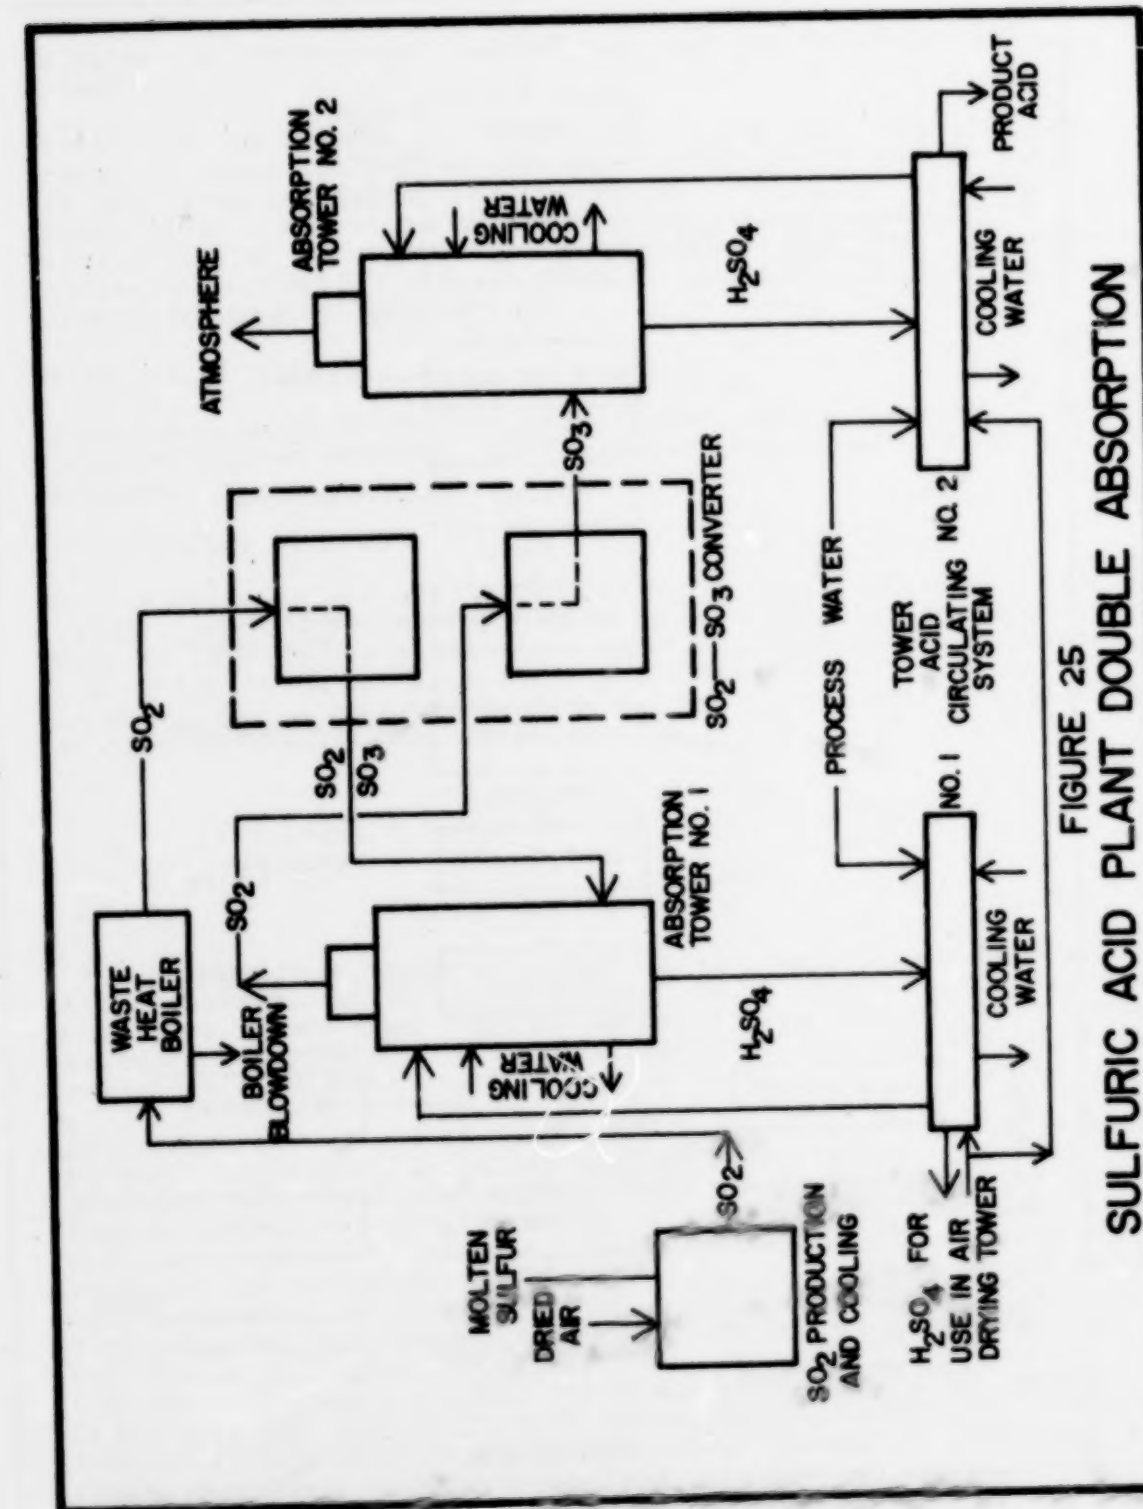 ATMOSPHERE
ABSORPTION
TOWER NO. 2
WASTE
HEAT
BOILER
SO2
BOILER
BLOWDOWN
SO2
SO2
SO3
COOLING
WATER
COOLING
WATER
SO3
MOLTEN
SULFUR
DRIED
AIR
SO2
SO2 PRODUCTION
AND COOLING
ABSORPTION
TOWER NO. 1
SO2—SO3 CONVERTER
H2SO4
H2SO4
PROCESS WATER
PRODUCT
ACID
H2SO4 FOR
USE IN AIR
DRYING TOWER
NO. 1
TOWER
ACID
CIRCULATING
SYSTEM
NO. 2
COOLING
WATER
COOLING
WATER
FIGURE 25
SULFURIC ACID PLANT DOUBLE ABSORPTION